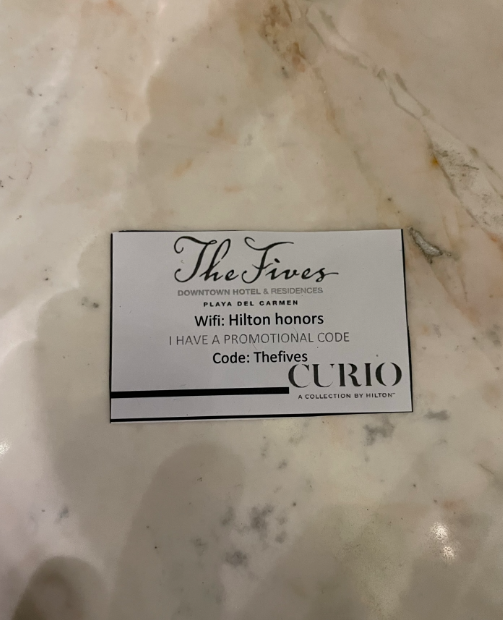 The Fives
DOWNTOWN HOTEL & RESIDENCES
PLAYA DEL CARMEN
Wifi: Hilton honors
I HAVE A PROMOTIONAL CODE
Code: Thefives
CURIO
A COLLECTION BY HILTON™